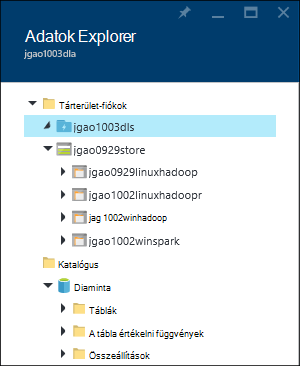 Adatok Explorer
jgao1003dla
Tárterület-fiókok
jgao1003dls
jgao0929store
jgao0929linuxhadoop
jgao1002linuxhadoopr
jag 1002winhadoop
jgao1002winspark
Katalógus
Diaminta
Táblák
A tábla értékelni függvények
Összeállítások